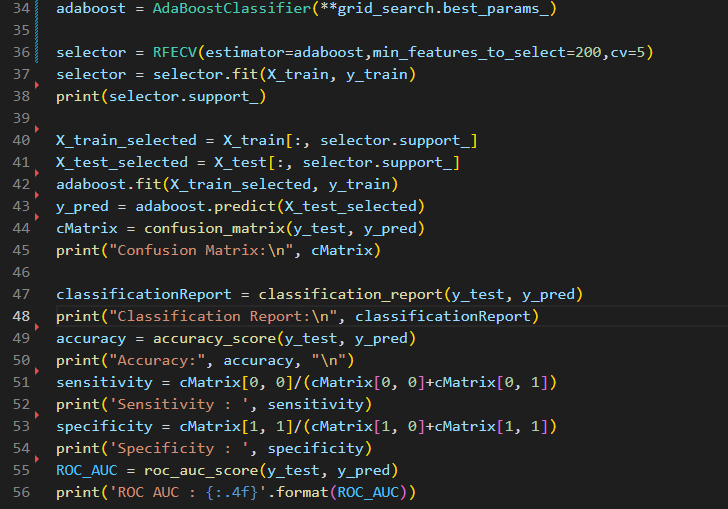 34 adaboost = AdaBoostClassifier(**grid_search.best_params_)
35
36 selector = RFECV(estimator=adaboost,min_features_to_select=200,cv=5)
37 selector = selector.fit(X_train, y_train)
38 print(selector.support_)
39
40 X_train_selected = X_train[:, selector.support_]
41 X_test_selected = X_test[:, selector.support_]
42 adaboost.fit(X_train_selected, y_train)
43 y_pred = adaboost.predict(X_test_selected)
44 cMatrix = confusion_matrix(y_test, y_pred)
45 print("Confusion Matrix:\n", cMatrix)
46
47 classificationReport = classification_report(y_test, y_pred)
48 print("Classification Report:\n", classificationReport)
49 accuracy = accuracy_score(y_test, y_pred)
50 print("Accuracy:", accuracy, "\n")
51 sensitivity = cMatrix[0, 0]/(cMatrix[0, 0]+cMatrix[0, 1])
52 print('Sensitivity : ', sensitivity)
53 specificity = cMatrix[1, 1]/(cMatrix[1, 0]+cMatrix[1, 1])
54 print('Specificity : ', specificity)
55 ROC_AUC = roc_auc_score(y_test, y_pred)
56 print('ROC AUC : {:.4f}'.format(ROC_AUC))